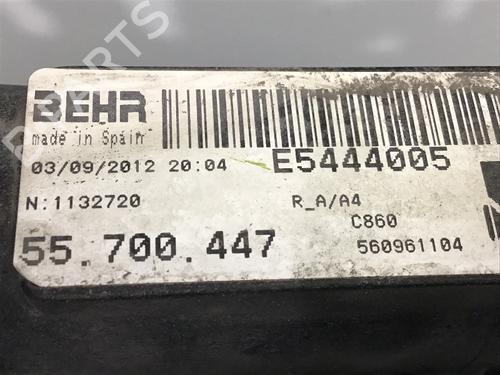 BEHR
made in Spain
03/09/2012 20:04 E5444005
N:1132720 R_A/A4
C860
55.700.447 560961104